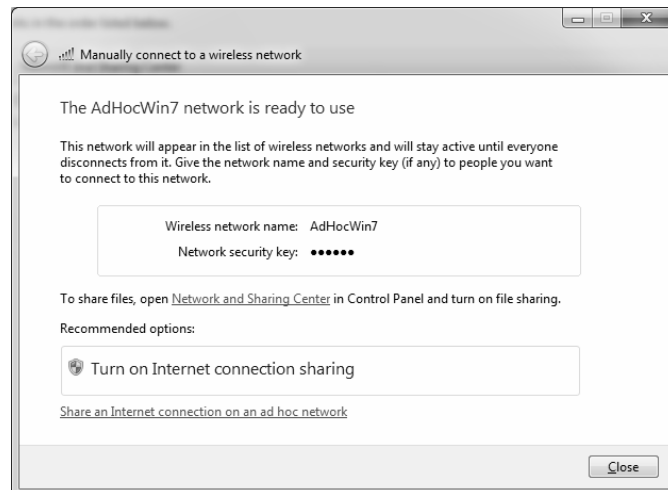 Manually connect to a wireless network
The AdHocWin7 network is ready to use
This network will appear in the list of wireless networks and will stay active until everyone
disconnects from it. Give the network name and security key (if any) to people you want
to connect to this network.
Wireless network name: AdHocWin7
Network security key: ●●●●●●
To share files, open Network and Sharing Center in Control Panel and turn on file sharing.
Recommended options:
Turn on Internet connection sharing
Share an Internet connection on an ad hoc network
Close